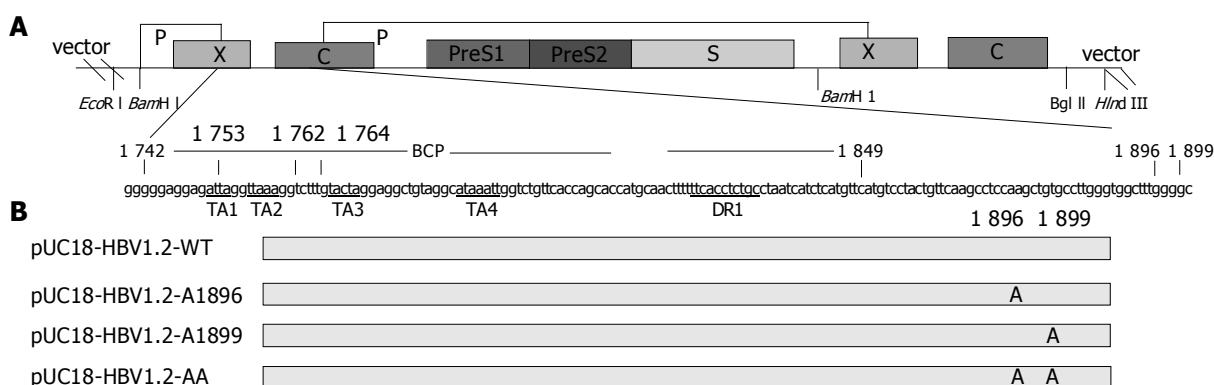 A
vector P X C P PreS1 PreS2 S X C vector
EcoR I BamH I BamH 1 Bgl II HInd III
1 753 1 762 1 764
1 742 BCP 1 849 1 896 1 899
gggggaggagattaggttaaaggtctttgtactaggaggctgtaggcataaattggtctgttcaccagcaccatgcaactttttttcacctctgcctaatcatctcatgttcatgtcctactgttcaagcctccaagctgtgccttgggtggctttggggc
TA1 TA2 TA3 TA4 DR1
B
1 896 1 899
pUC18-HBV1.2-WT
pUC18-HBV1.2-A1896 A
pUC18-HBV1.2-A1899 A
pUC18-HBV1.2-AA A A